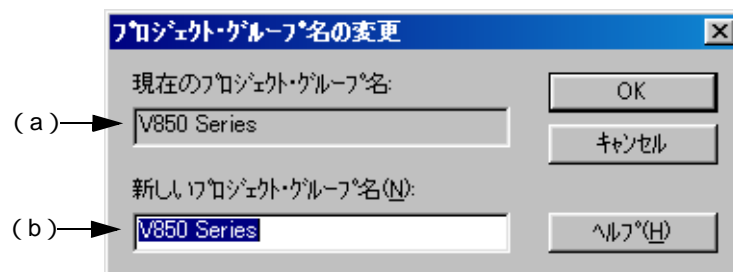 ﾌﾟﾛｼﾞｪｸﾄ･ｸﾞﾙｰﾌﾟ名の変更
現在のﾌﾟﾛｼﾞｪｸﾄ･ｸﾞﾙｰﾌﾟ名:
OK
(a)
V850 Series
ｷｬﾝｾﾙ
新しいﾌﾟﾛｼﾞｪｸﾄ･ｸﾞﾙｰﾌﾟ名(N):
(b)
V850 Series
ﾍﾙﾌﾟ(H)